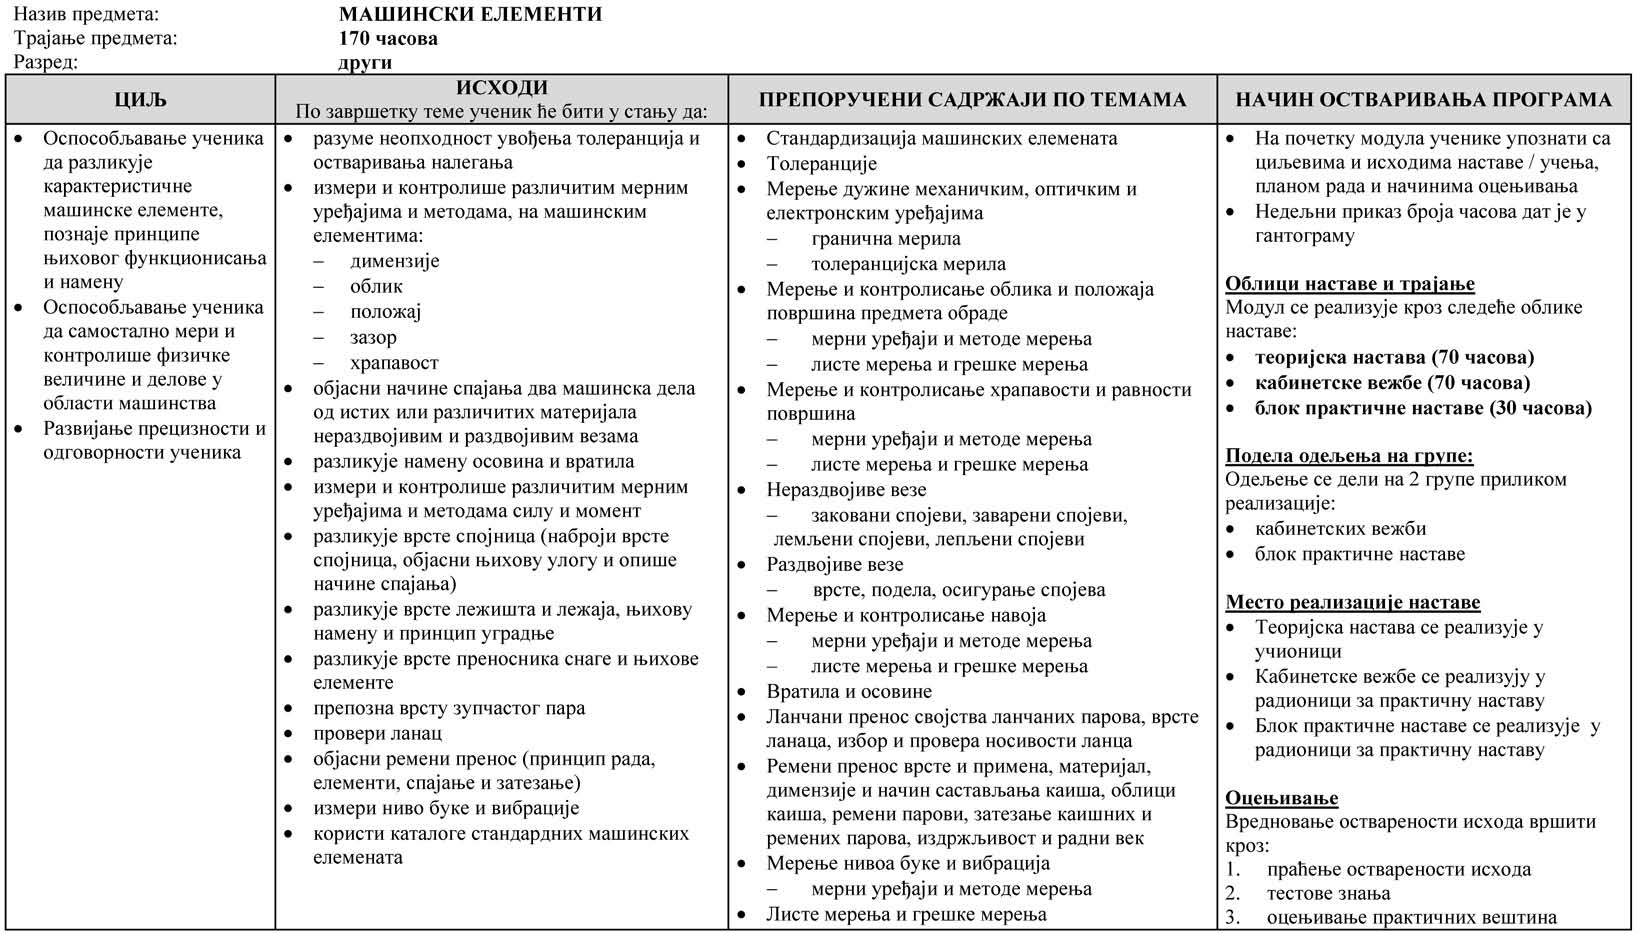 Назив предмета: МАШИНСКИ ЕЛЕМЕНТИ
Трајање предмета: 170 часова
Разред: други
ЦИЉ
• Оспособљавање ученика
да разликује
карактеристичне
машинске елементе,
познаје принципе
њиховог функционисања
и намену
• Оспособљавање ученика
да самостално мери и
контролише физичке
величине и делове у
области машинства
• Развијање прецизности и
одговорности ученика
ИСХОДИ
По завршетку теме ученик ће бити у стању да:
• разуме неопходност увођења толеранција и
остваривања налегања
• измери и контролише различитим мерним
уређајима и методама, на машинским
елементима:
– димензије
– облик
– положај
– зазор
– храпавост
• објасни начине спајања два машинска дела
од истих или различитих материјала
нераздвојивим и раздвојивим везама
• разликује намену осовина и вратила
• измери и контролише различитим мерним
уређајима и методама силу и момент
• разликује врсте спојница (наброји врсте
спојница, објасни њихову улогу и опише
начине спајања)
• разликује врсте лежишта и лежаја, њихову
намену и принцип уградње
• разликује врсте преносника снаге и њихове
елементе
• препозна врсту зупчастог пара
• провери ланац
• објасни ремени пренос (принцип рада,
елементи, спајање и затезање)
• измери ниво буке и вибрације
• користи каталоге стандардних машинских
елемената
ПРЕПОРУЧЕНИ САДРЖАЈИ ПО ТЕМАМА
• Стандардизација машинских елемената
• Толеранције
• Мерење дужине механичким, оптичким и
електронским уређајима
– гранична мерила
– толеранцијска мерила
• Мерење и контролисање облика и положаја
површина предмета обраде
– мерни уређаји и методе мерења
– листе мерења и грешке мерења
• Мерење и контролисање храпавости и равности
површина
– мерни уређаји и методе мерења
– листе мерења и грешке мерења
• Нераздвојиве везе
– заковани спојеви, заварени спојеви,
лемљени спојеви, лепљени спојеви
• Раздвојиве везе
– врсте, подела, осигурање спојева
• Мерење и контролисање навоја
– мерни уређаји и методе мерења
– листе мерења и грешке мерења
• Вратила и осовине
• Ланчани пренос својства ланчаних парова, врсте
ланаца, избор и провера носивости ланца
• Ремени пренос врсте и примена, материјал,
димензије и начин састављања каиша, облици
каиша, ремени парови, затезање каишних и
ремених парова, издржљивост и радни век
• Мерење нивоа буке и вибрација
– мерни уређаји и методе мерења
• Листе мерења и грешке мерења
НАЧИН ОСТВАРИВАЊА ПРОГРАМА
• На почетку модула ученике упознати са
циљевима и исходима наставе / учења,
планом рада и начинима оцењивања
• Недељни приказ броја часова дат је у
гантограму
Облици наставе и трајање
Модул се реализује кроз следеће облике
наставе:
• теоријска настава (70 часова)
• кабинетске вежбе (70 часова)
• блок практичне наставе (30 часова)
Подела одељења на групе:
Одељење се дели на 2 групе приликом
реализације:
• кабинетских вежби
• блок практичне наставе
Место реализације наставе
• Теоријска настава се реализује у
учионици
• Кабинетске вежбе се реализују у
радионици за практичну наставу
• Блок практичне наставе се реализује у
радионици за практичну наставу
Оцењивање
Вредновање остварености исхода вршити
кроз:
1. праћење остварености исхода
2. тестове знања
3. оцењивање практичних вештина